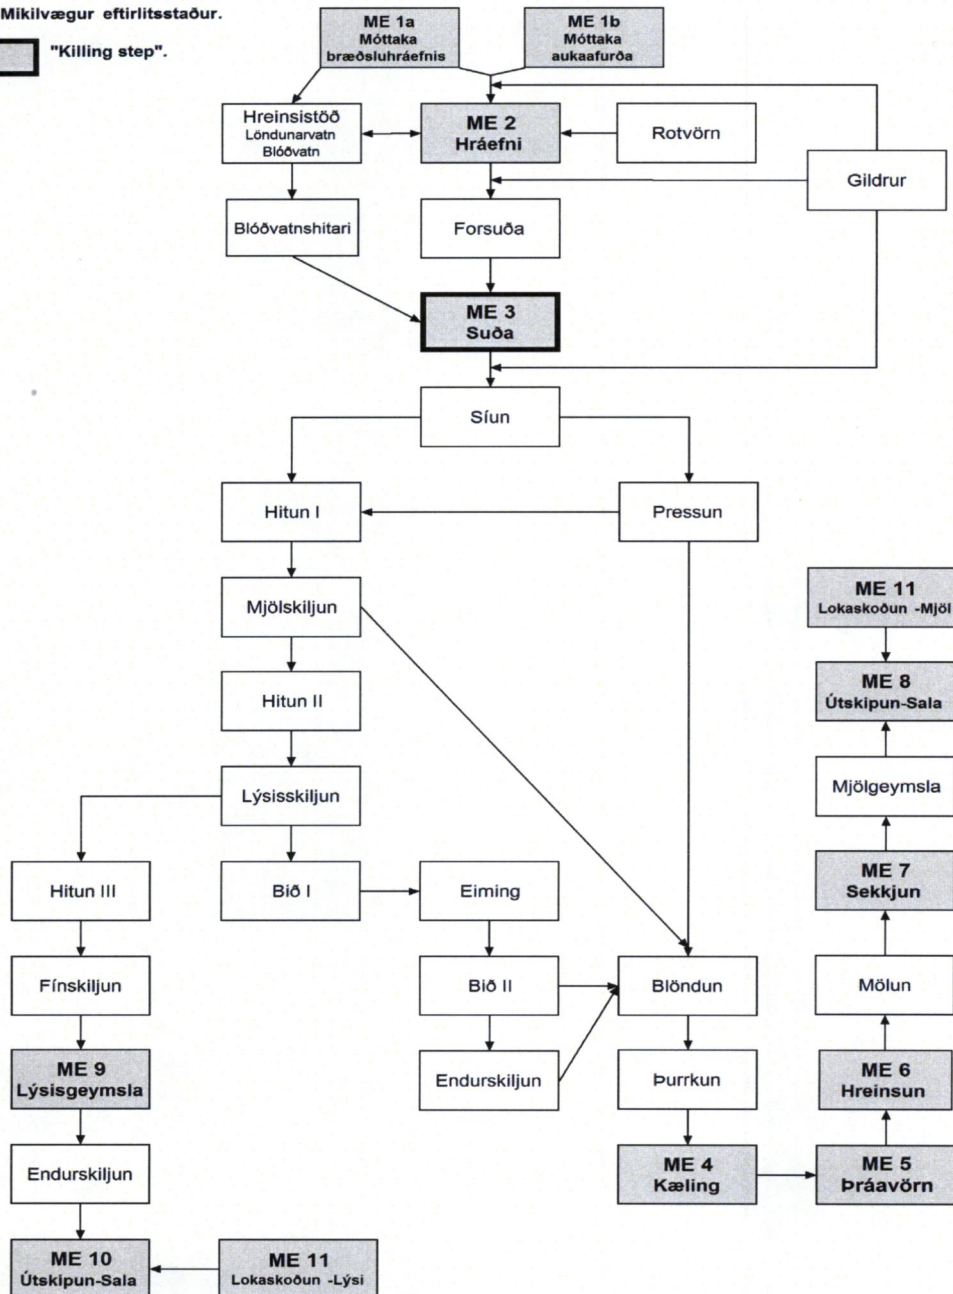 Mikilvægur eftirlitsstaður.
"Killing step".
ME 1a
Móttaka
bræðsluhráefnis
ME 1b
Móttaka
aukaafurða
Hreinsistöð
Löndunarvatn
Blóðvatn
ME 2
Hráefni
Rotvörn
Gildrur
Blóðvatnshitari
Forsuða
ME 3
Suða
Síun
Hitun I
Pressun
Mjölskiljun
ME 11
Lokaskoðun -Mjöl
Hitun II
ME 8
Útskipun-Sala
Lýsisskiljun
Mjölgeymsla
Hitun III
Bið I
Eiming
ME 7
Sekkjun
Fínskiljun
Bið II
Blöndun
Mölun
ME 9
Lýsisgeymsla
Endurskiljun
Þurrkun
ME 6
Hreinsun
Endurskiljun
ME 4
Kæling
ME 5
Þráavörn
ME 10
Útskipun-Sala
ME 11
Lokaskoðun -Lýsi